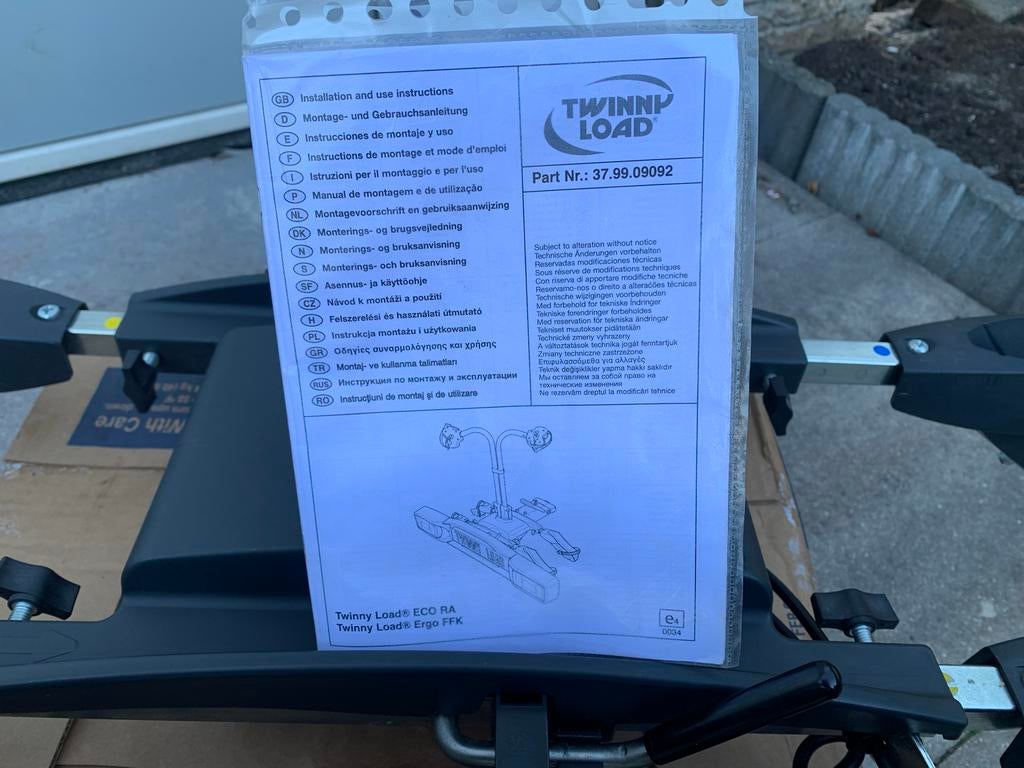 GB Installation and use instructions
D Montage- und Gebrauchsanleitung
E Instrucciones de montaje y uso
F Instructions de montage et mode d'emploi
I Istruzioni per il montaggio e per l'uso
P Manual de montagem e de utilização
NL Montagevoorschrift en gebruiksaanwijzing
DK Monterings- og brugsvejledning
N Monterings- og bruksanvisning
S Monterings- och bruksanvisning
SF Asennus- ja käyttöohje
CZ Návod k montáži a použití
H Felszerelési és használati útmutató
PL Instrukcja montażu i użytkowania
GR Οδηγίες συναρμολόγησης και χρήσης
TR Montaj- ve kullanma talimatları
RUS Инструкция по монтажу и эксплуатации
RO Instrucţiuni de montaj şi de utilizare
TWINNY
LOAD®
Part Nr.: 37.99.09092
Subject to alteration without notice
Technische Änderungen vorbehalten
Reservadas modificaciones técnicas
Sous réserve de modifications techniques
Con riserva di apportare modifiche tecniche
Reservamo-nos o direito a alterações técnicas
Technische wijzigingen voorbehouden
Med forbehold for tekniske Indringer
Tekniske forendringer forbeholdes
Med reservation för tekniska ändringar
Tekniset muutokser pidätetään
Technické zmeny vyhrazeny
A változtatások technika jogát fenntartjuk
Zmiany techniczne zastrzeżone
Επιφυλασσόμεθα για αλλαγές
Teknik değişiklikler yapma hakkı saklıdır
Мы оставляем за собой право на
технические изменения
Ne rezervăm dreptul la modificări tehnice
TWINNY LOAD
Twinny Load® ECO RA
Twinny Load® Ergo FFK
e4
0034
With Care